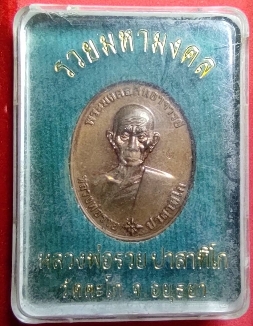 รวยมหามงคล
หลวงพ่อรวย ปาสาทิโก
วัดตะโก จ. อยุธยา